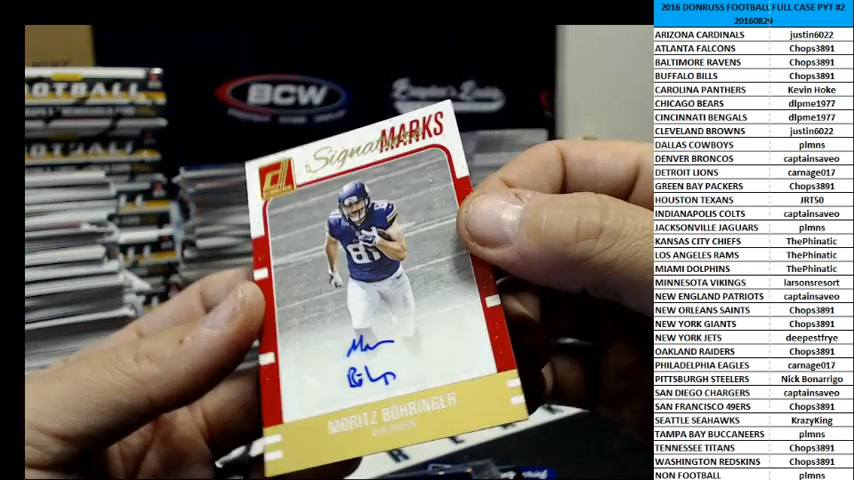 2016 DONRUSS FOOTBALL FULL CASE PYT #2
20160829
ARIZONA CARDINALS justin6022
ATLANTA FALCONS Chops3891
BALTIMORE RAVENS Chops3891
BUFFALO BILLS Chops3891
CAROLINA PANTHERS Kevin Hoke
CHICAGO BEARS dlpme1977
CINCINNATI BENGALS dlpme1977
CLEVELAND BROWNS justin6022
DALLAS COWBOYS plmns
DENVER BRONCOS captainsaveo
DETROIT LIONS carnage017
GREEN BAY PACKERS Chops3891
HOUSTON TEXANS JRT50
INDIANAPOLIS COLTS captainsaveo
JACKSONVILLE JAGUARS plmns
KANSAS CITY CHIEFS ThePhinatic
LOS ANGELES RAMS ThePhinatic
MIAMI DOLPHINS ThePhinatic
MINNESOTA VIKINGS larsonsresort
NEW ENGLAND PATRIOTS captainsaveo
NEW ORLEANS SAINTS Chops3891
NEW YORK GIANTS Chops3891
NEW YORK JETS deepestfrye
OAKLAND RAIDERS Chops3891
PHILADELPHIA EAGLES Chops3891
PITTSBURGH STEELERS Nick Bonarrigo
SAN DIEGO CHARGERS captainsaveo
SAN FRANCISCO 49ERS Chops3891
SEATTLE SEAHAWKS KrazyKing
TAMPA BAY BUCCANEERS plmns
TENNESSEE TITANS Chops3891
WASHINGTON REDSKINS Chops3891
NON FOOTBALL plmns
BCW
Signature MARKS
81
MORITZ BÖHRINGER
VIKINGS